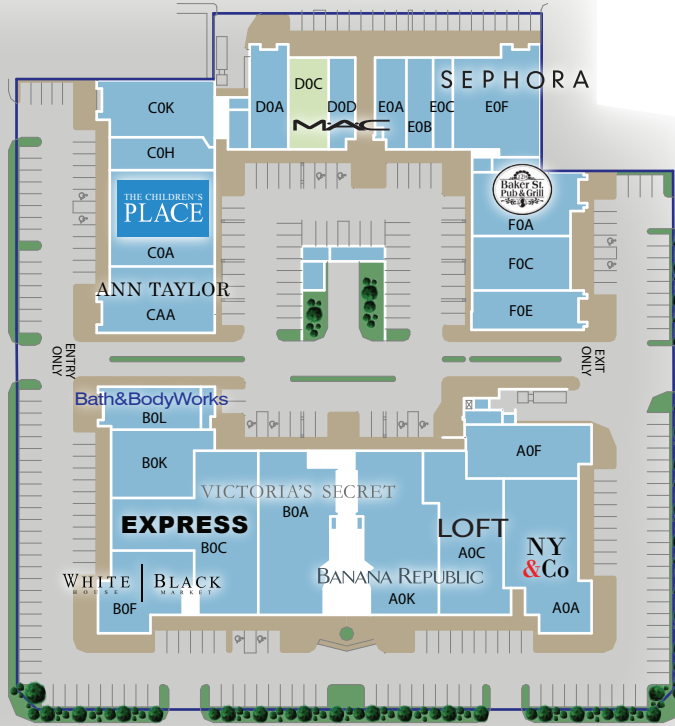 D0C
SEPHORA
C0K
D0A
D0D
E0A
E0C
E0F
MAC
E0B
C0H
Baker St.
Pub & Grill
THE CHILDREN'S
PLACE
F0A
C0A
F0C
ANN TAYLOR
CAA
F0E
ENTRY
ONLY
EXIT
ONLY
Bath&BodyWorks
B0L
A0F
B0K
VICTORIA'S SECRET
B0A
EXPRESS
B0C
LOFT
A0C
NY
&Co
WHITE BLACK
HOUSE MARKET
BANANA REPUBLIC
B0F
A0K
A0A